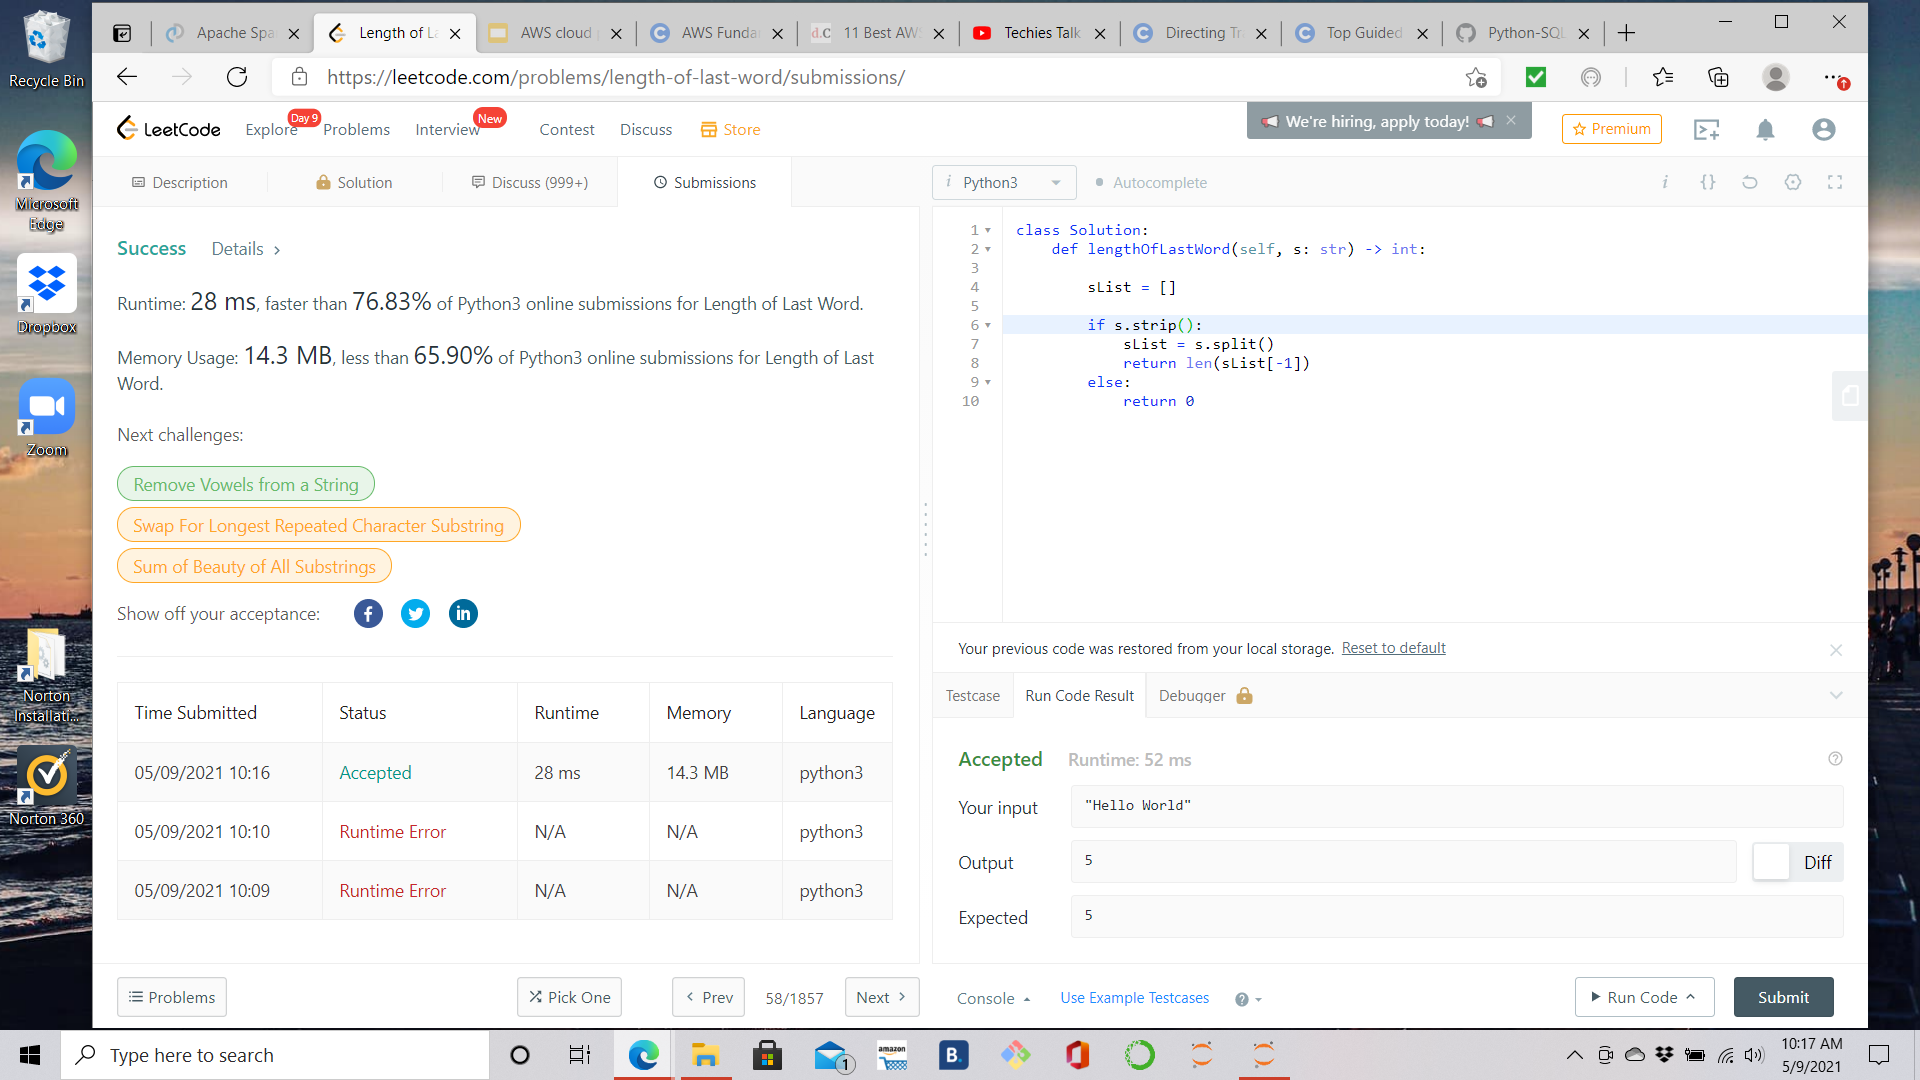 Recycle Bin
Microsoft
Edge
Dropbox
Zoom
Norton
Installati...
Norton 360
Apache Spa
Length of La
AWS cloud
AWS Funda
d.C 11 Best AW
Techies Talk
Directing Tr
Top Guided
Python-SQL
https://leetcode.com/problems/length-of-last-word/submissions/
LeetCode
Explore
Day 9
Problems
Interview
New
Contest
Discuss
Store
We're hiring, apply today!
Premium
Description
Solution
Discuss (999+)
Submissions
i Python3
Autocomplete
i {}
Success
Details >
Runtime: 28 ms, faster than 76.83% of Python3 online submissions for Length of Last Word.
Memory Usage: 14.3 MB, less than 65.90% of Python3 online submissions for Length of Last
Word.
Next challenges:
Remove Vowels from a String
Swap For Longest Repeated Character Substring
Sum of Beauty of All Substrings
Show off your acceptance:
Time Submitted Status Runtime Memory Language
05/09/2021 10:16 Accepted 28 ms 14.3 MB python3
05/09/2021 10:10 Runtime Error N/A N/A python3
05/09/2021 10:09 Runtime Error N/A N/A python3
Problems
Pick One
< Prev
58/1857
Next >
1 class Solution:
2 def lengthOfLastWord(self, s: str) -> int:
3
4 sList = []
5
6 if s.strip():
7 sList = s.split()
8 return len(sList[-1])
9 else:
10 return 0
Your previous code was restored from your local storage. Reset to default
Testcase
Run Code Result
Debugger
Accepted Runtime: 52 ms
Your input "Hello World"
Output 5
Diff
Expected 5
Console
Use Example Testcases
Run Code
Submit
Type here to search
1
amazon
B.
10:17 AM
5/9/2021